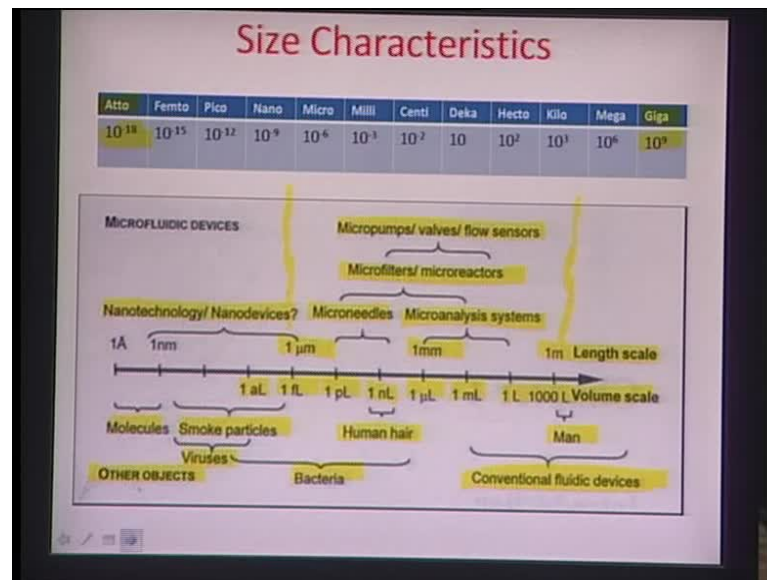 Size Characteristics
Atto Femto Pico Nano Micro Milli Centi Deka Hecto Kilo Mega Giga
10⁻¹⁸ 10⁻¹⁵ 10⁻¹² 10⁻⁹ 10⁻⁶ 10⁻³ 10⁻² 10 10² 10³ 10⁶ 10⁹
MICROFLUIDIC DEVICES
Micropumps/ valves/ flow sensors
Microfilters/ microreactors
Nanotechnology/ Nanodevices? Microneedles Microanalysis systems
1Å 1nm 1 μm 1mm 1m Length scale
1 aL 1 fL 1 pL 1 nL 1 μL 1 mL 1 L 1000 L Volume scale
Molecules Smoke particles Human hair Man
Viruses
OTHER OBJECTS Bacteria Conventional fluidic devices